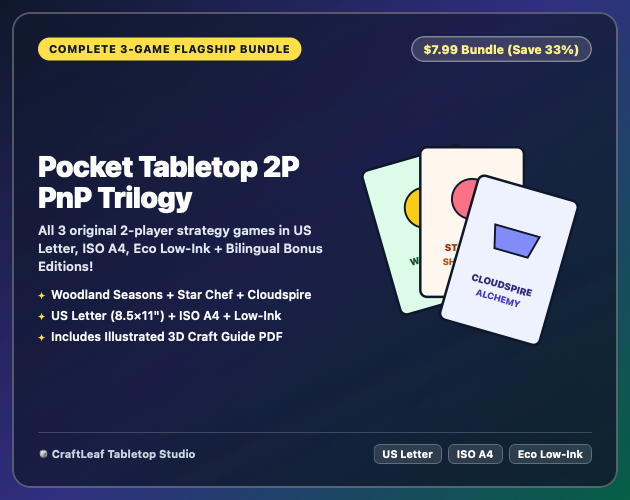 COMPLETE 3-GAME FLAGSHIP BUNDLE
$7.99 Bundle (Save 33%)
Pocket Tabletop 2P
PnP Trilogy
All 3 original 2-player strategy games in US
Letter, ISO A4, Eco Low-Ink + Bilingual Bonus
Editions!
Woodland Seasons + Star Chef + Cloudspire
US Letter (8.5×11") + ISO A4 + Low-Ink
Includes Illustrated 3D Craft Guide PDF
CLOUDSPIRE
ALCHEMY
CraftLeaf Tabletop Studio
US Letter
ISO A4
Eco Low-Ink